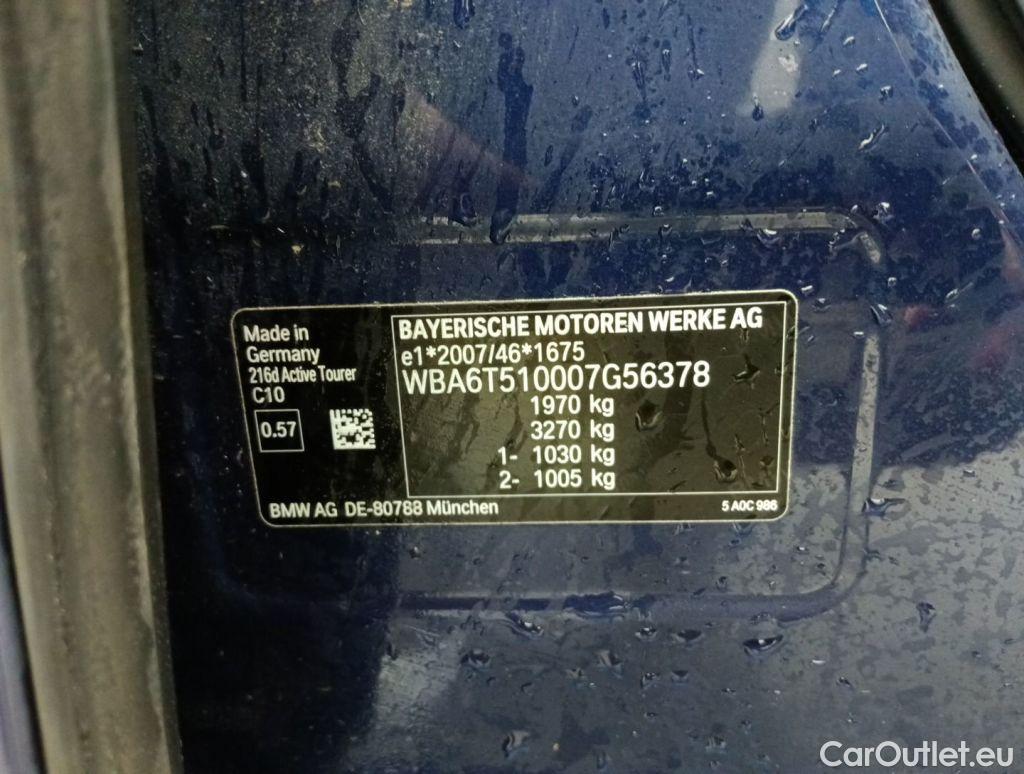 Made in
Germany
216d Active Tourer
C10
0.57
BAYERISCHE MOTOREN WERKE AG
e1*2007/46*1675
WBA6T510007G56378
1970 kg
3270 kg
1- 1030 kg
2- 1005 kg
BMW AG DE-80788 München
5 A0C 986
CarOutlet.eu